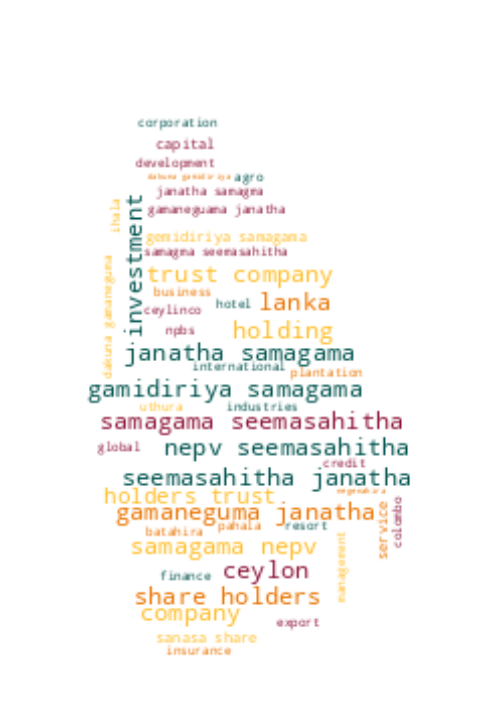 corporation
capital
development
dakuna gamidiriya agro
janatha samagma
ihala
gamaneguama janatha
investment
gemidiriya samagama
samagma seemasahitha
dakuna gamaneguma
trust company
business
hotel lanka
ceylinco
npbs
holding
janatha samagama
international
plantation
gamidiriya samagama
uthura
industries
samagama seemasahitha
global
nepv seemasahitha
credit
seemasahitha janatha
holders trust
gamaneguma janatha
service
colombo
batahira
pahala
resort
samagama nepv
management
finance
ceylon
share holders
company
export
sanasa share
insurance